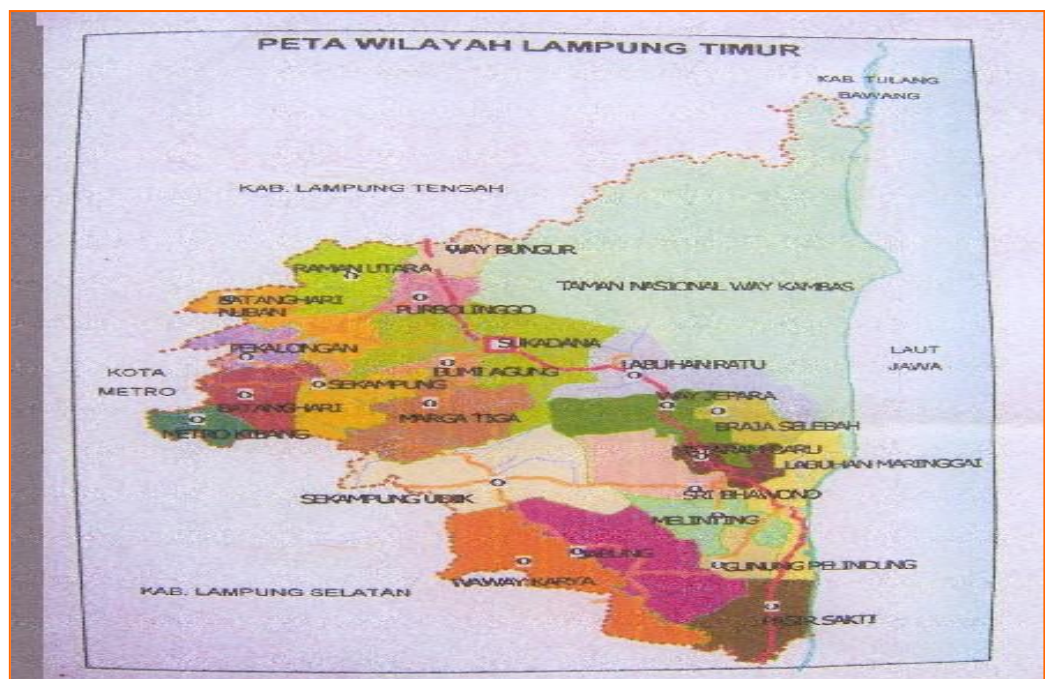 PETA WILAYAH LAMPUNG TIMUR
KAB. TULANG
BAWANG
KAB. LAMPUNG TENGAH
WAY BUNGUR
RAMAN UTARA
TAMAN NASIONAL WAY KAMBAS
BATANGHARI
NUBAN
PURBOLINGGO
SUKADANA
PEKALONGAN
LAUT
JAWA
BUMI AGUNG
LABUHAN RATU
KOTA
METRO
SEKAMPUNG
WAY JEPARA
BATANGHARI
MARGA TIGA
BRAJA SELEBAH
METRO KIBANG
MATARAM BARU
LABUHAN MARINGGAI
SEKAMPUNG UDIK
SRI BHAWONO
MELINTING
JABUNG
GUNUNG PELINDUNG
WAWAY KARYA
KAB. LAMPUNG SELATAN
PASIR SAKTI